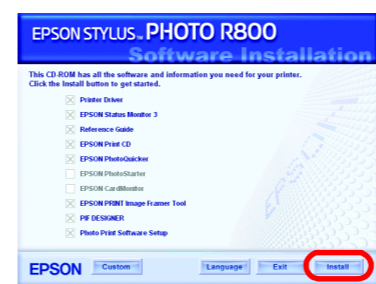 EPSON STYLUS™ PHOTO R800
Software Installation
This CD-ROM has all the software and information you need for your printer.
Click the Install button to get started.
Printer Driver
EPSON Status Monitor 3
Reference Guide
EPSON Print CD
EPSON PhotoQuicker
EPSON PhotoStarter
EPSON CardMonitor
EPSON PRINT Image Framer Tool
PIF DESIGNER
Photo Print Software Setup
EPSON Custom Language Exit Install